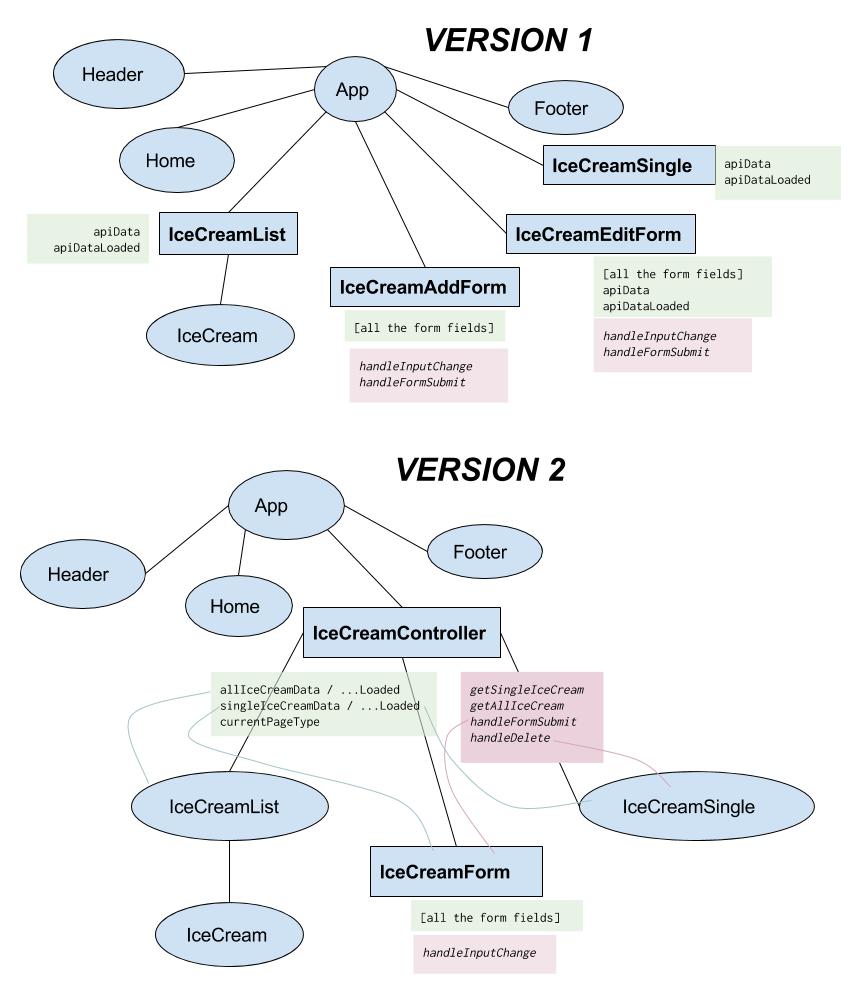 VERSION 1
Header
App
Footer
Home
IceCreamSingle
apiData
apiDataLoaded
apiData
apiDataLoaded
IceCreamList
IceCreamEditForm
[all the form fields]
apiData
apiDataLoaded
handleInputChange
handleFormSubmit
IceCreamAddForm
[all the form fields]
handleInputChange
handleFormSubmit
IceCream
VERSION 2
App
Header
Footer
Home
IceCreamController
allIceCreamData / ...Loaded
singleIceCreamData / ...Loaded
currentPageType
getSingleIceCream
getAllIceCream
handleFormSubmit
handleDelete
IceCreamList
IceCreamSingle
IceCreamForm
[all the form fields]
handleInputChange
IceCream